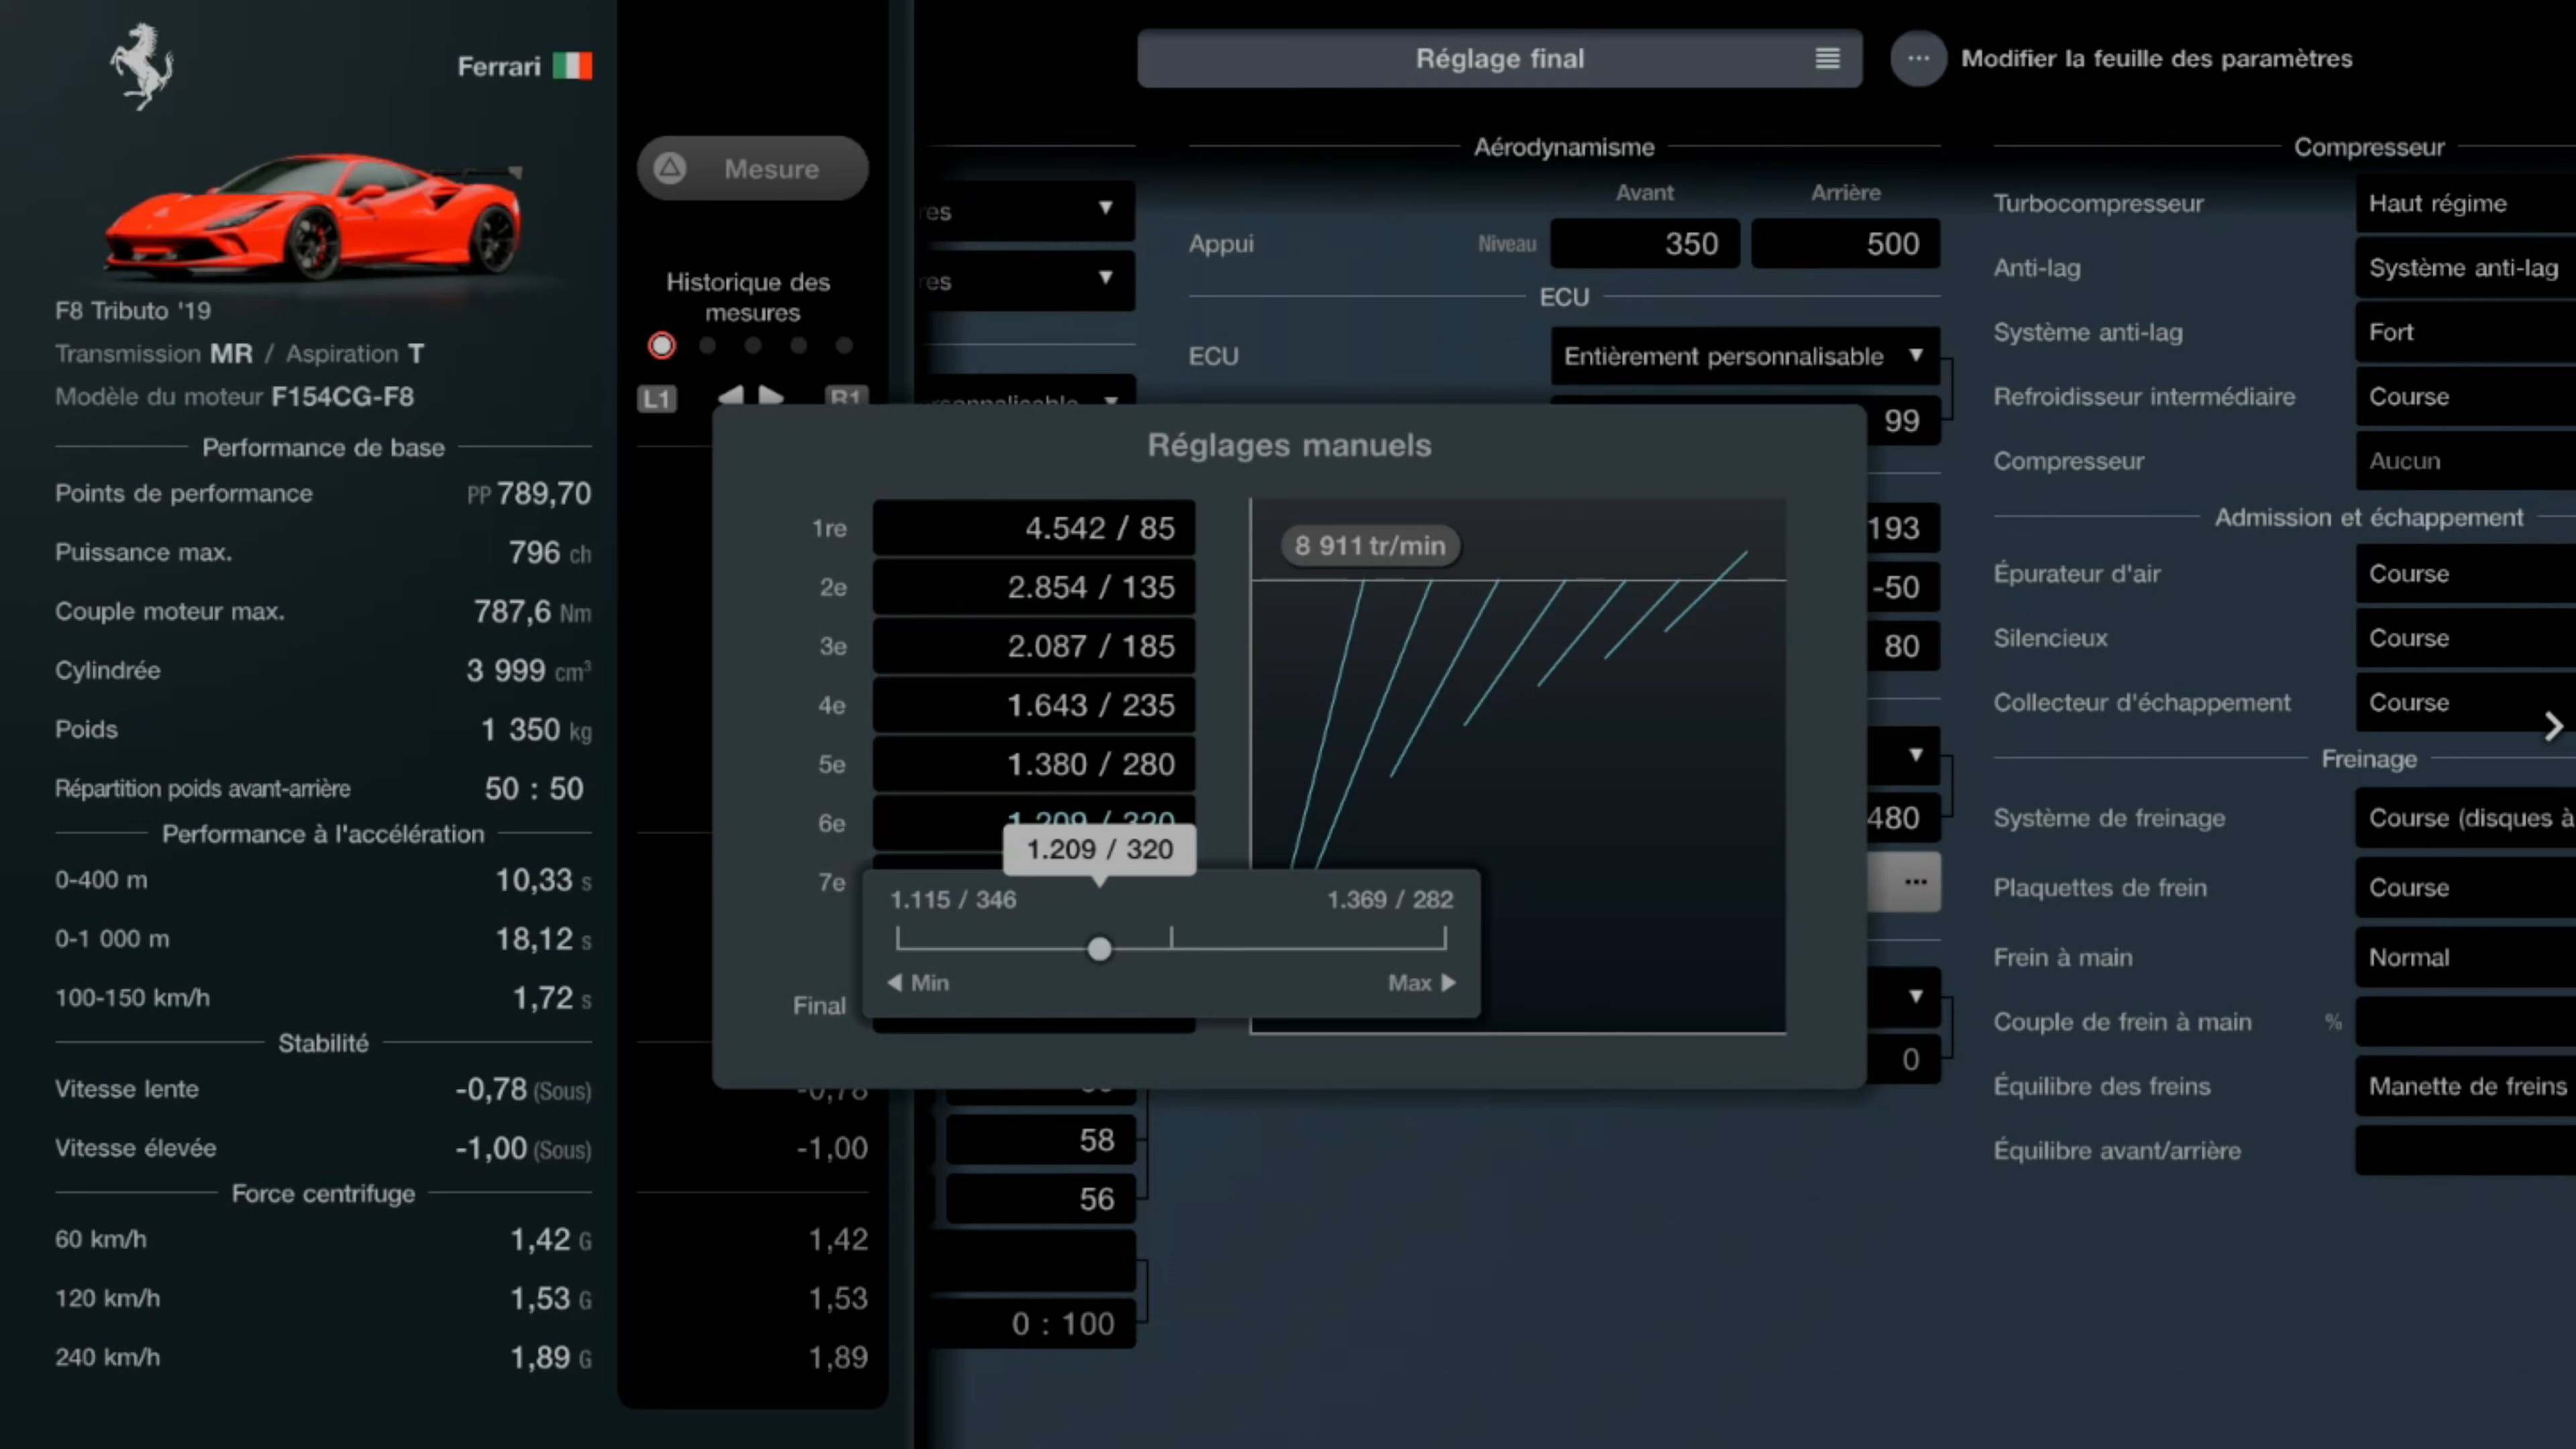 Ferrari
F8 Tributo '19
Transmission MR / Aspiration T
Modèle du moteur F154CG-F8
Performance de base
Points de performance PP 789,70
Puissance max. 796 ch
Couple moteur max. 787,6 Nm
Cylindrée 3 999 cm³
Poids 1 350 kg
Répartition poids avant-arrière 50 : 50
Performance à l'accélération
0-400 m 10,33 s
0-1 000 m 18,12 s
100-150 km/h 1,72 s
Stabilité
Vitesse lente -0,78 (Sous)
Vitesse élevée -1,00 (Sous)
Force centrifuge
60 km/h 1,42 G
120 km/h 1,53 G
240 km/h 1,89 G
Mesure
Historique des
mesures
L1 R1
-0,78
-1,00
1,42
1,53
1,89
Réglage final
Modifier la feuille des paramètres
res
res
58
56
0 : 100
Aérodynamisme
Avant Arrière
Appui Niveau 350 500
ECU
ECU Entièrement personnalisable
99
193
-50
80
480
...
0
Réglages manuels
1re 4.542 / 85
2e 2.854 / 135
3e 2.087 / 185
4e 1.643 / 235
5e 1.380 / 280
6e 1.209 / 320
1.209 / 320
7e
1.115 / 346 1.369 / 282
Min Max
Final
8 911 tr/min
Compresseur
Turbocompresseur Haut régime
Anti-lag Système anti-lag
Système anti-lag Fort
Refroidisseur intermédiaire Course
Compresseur Aucun
Admission et échappement
Épurateur d'air Course
Silencieux Course
Collecteur d'échappement Course
Freinage
Système de freinage Course (disques à
Plaquettes de frein Course
Frein à main Normal
Couple de frein à main %
Équilibre des freins Manette de freins
Équilibre avant/arrière